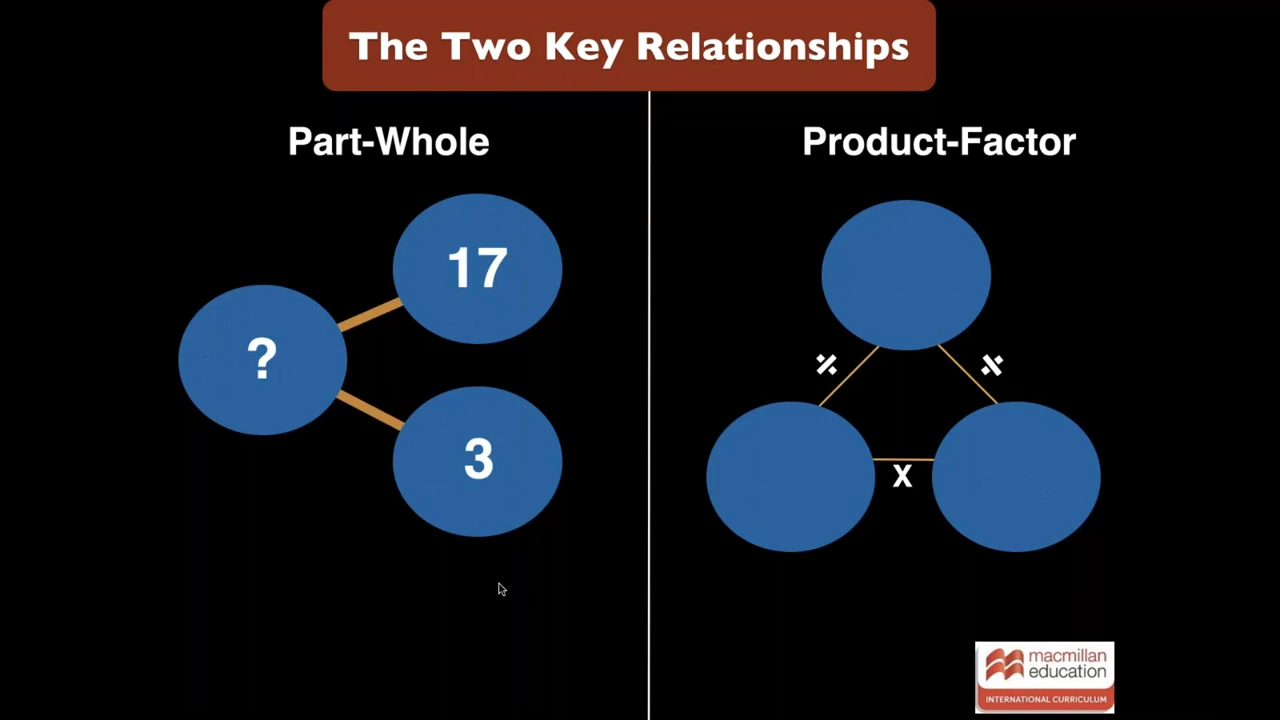 The Two Key Relationships
Part-Whole
17
?
3
Product-Factor
÷
÷
X
macmillan
education
INTERNATIONAL CURRICULUM